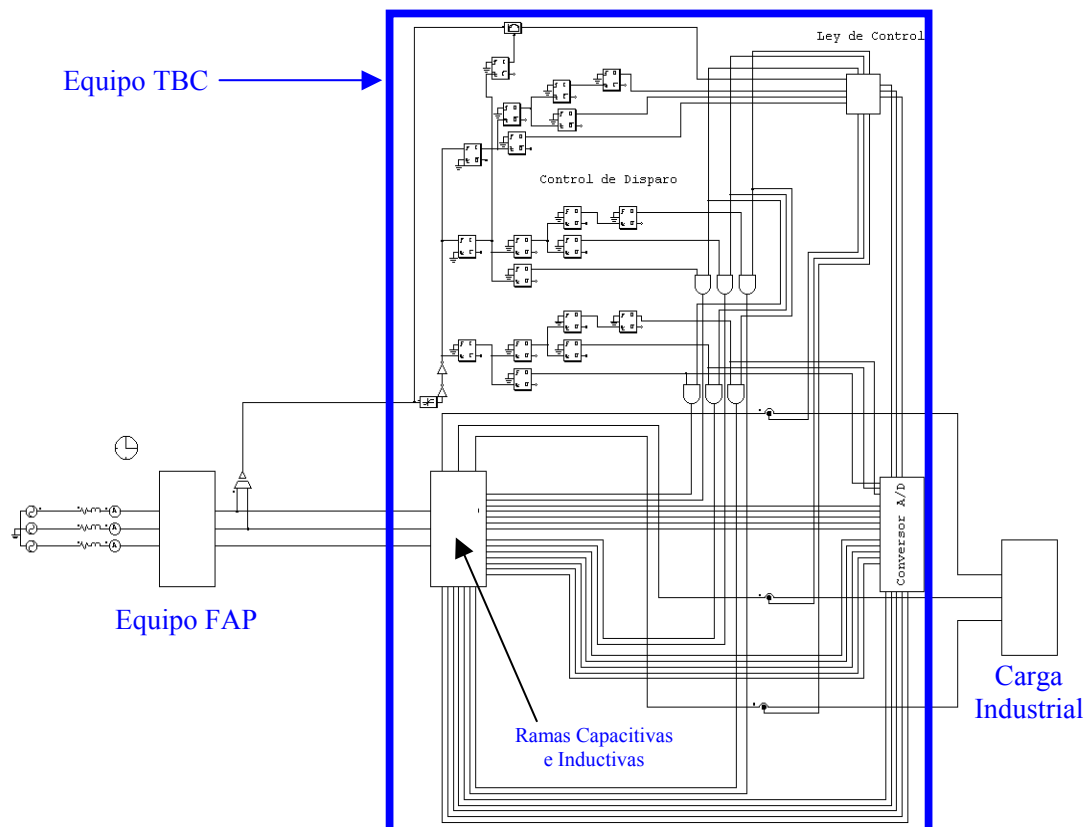 Ley de Control
Equipo TBC
Control de Disparo
A
A
A
Conversor A/D
Equipo FAP
Carga
Industrial
Ramas Capacitivas
e Inductivas